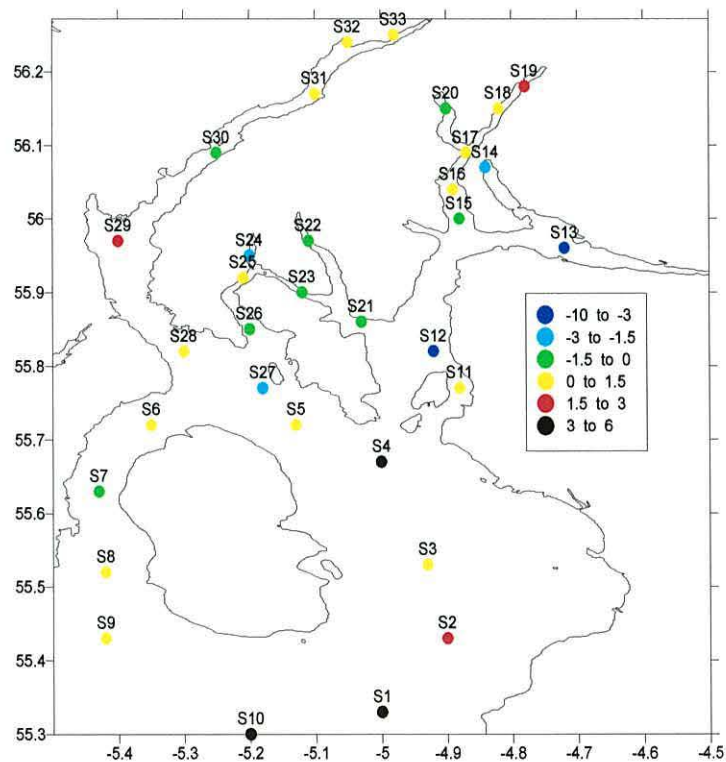 S32 S33
56.2
S31 S20 S18 S19
56.1
S30 S17 S14
S16
56
S29 S24 S22 S15 S13
S25
55.9
S23
S26 S21
55.8
S28 S12
S27 S11
55.7
S6 S5 S4
S7
55.6
S8 S3
55.5
S9 S2
55.4
S1
S10
55.3
-10 to -3
-3 to -1.5
-1.5 to 0
0 to 1.5
1.5 to 3
3 to 6
-5.4 -5.3 -5.2 -5.1 -5 -4.9 -4.8 -4.7 -4.6 -4.5